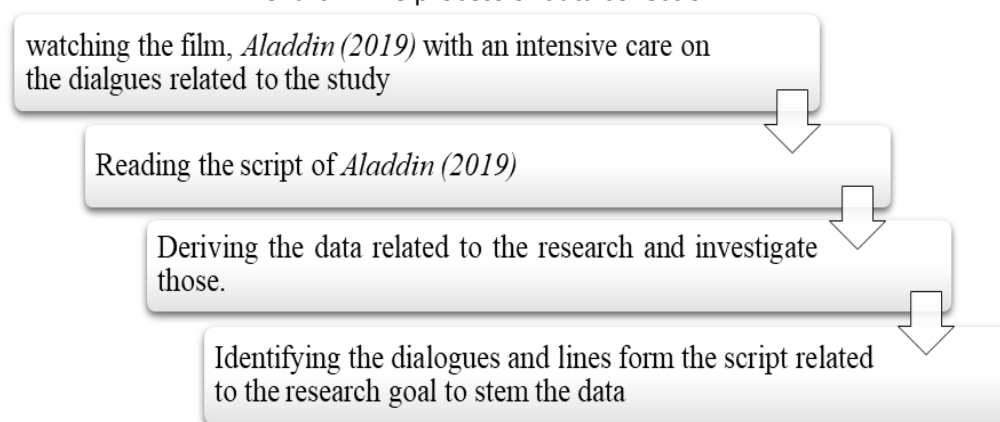 watching the film, Aladdin (2019) with an intensive care on
the dialgues related to the study
Reading the script of Aladdin (2019)
Deriving the data related to the research and investigate
those.
Identifying the dialogues and lines form the script related
to the research goal to stem the data